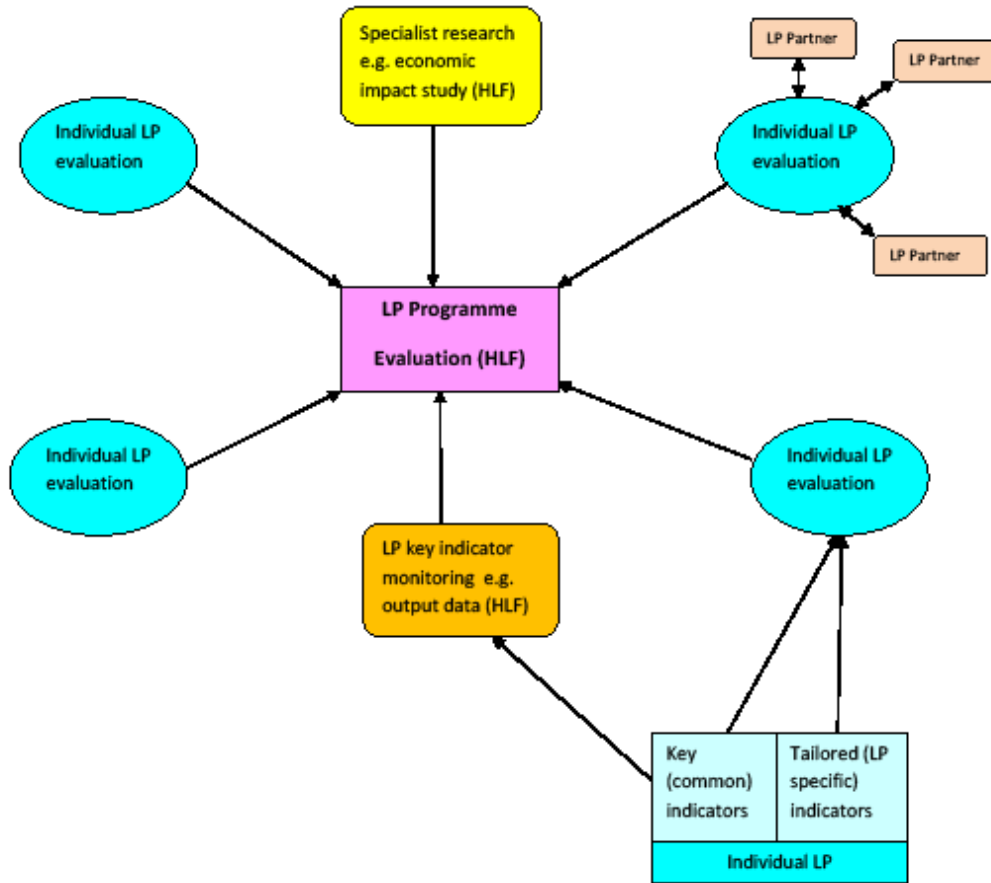 Specialist research
e.g. economic
impact study (HLF)
LP Partner
LP Partner
Individual LP
evaluation
Individual LP
evaluation
LP Partner
LP Programme
Evaluation (HLF)
Individual LP
evaluation
Individual LP
evaluation
LP key indicator
monitoring e.g.
output data (HLF)
Key
(common)
indicators
Tailored (LP
specific)
indicators
Individual LP